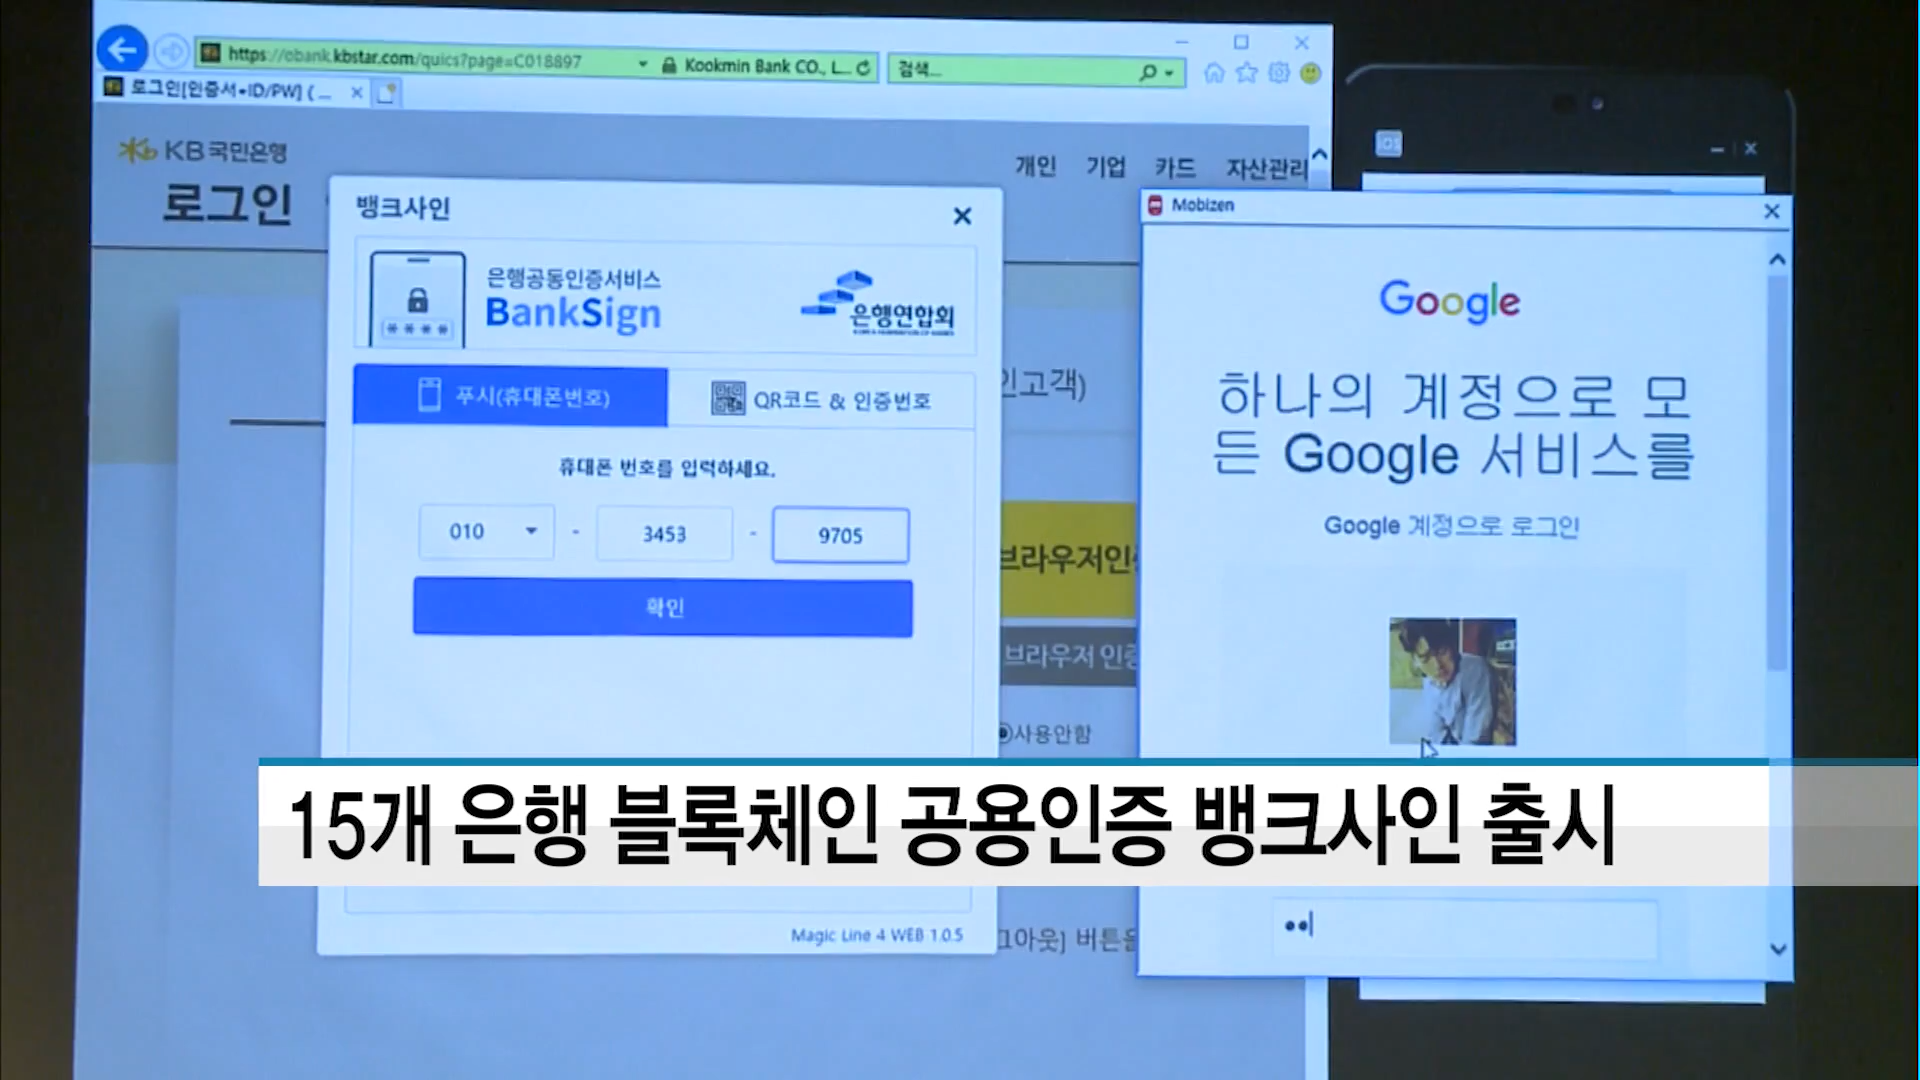 https://obank.kbstar.com/quics?page=C018897
Kookmin Bank CO., L...
검색...
로그인[인증서•ID/PW] ( ...
KB국민은행
개인 기업 카드 자산관리
로그인
뱅크사인
은행공동인증서비스
BankSign
은행연합회
푸시(휴대폰번호)
QR코드 & 인증번호
휴대폰 번호를 입력하세요.
010 - 3453 - 9705
확인
Magic Line 4 WEB 1.0.5
인고객)
브라우저인
브라우저 인증
사용안함
버튼을
iOS
Mobizen
Google
하나의 계정으로 모
든 Google 서비스를
Google 계정으로 로그인
15개 은행 블록체인 공용인증 뱅크사인 출시